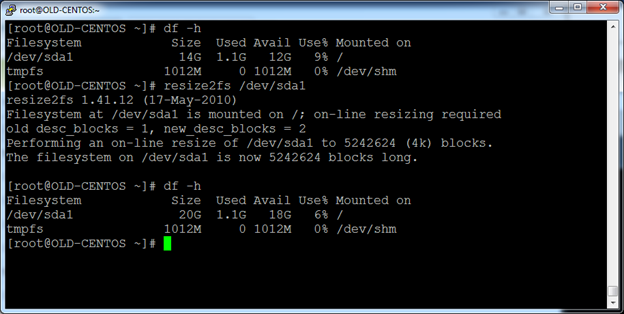 root@OLD-CENTOS:~
[root@OLD-CENTOS ~]# df -h
Filesystem Size Used Avail Use% Mounted on
/dev/sda1 14G 1.1G 12G 9% /
tmpfs 1012M 0 1012M 0% /dev/shm
[root@OLD-CENTOS ~]# resize2fs /dev/sda1
resize2fs 1.41.12 (17-May-2010)
Filesystem at /dev/sda1 is mounted on /; on-line resizing required
old desc_blocks = 1, new_desc_blocks = 2
Performing an on-line resize of /dev/sda1 to 5242624 (4k) blocks.
The filesystem on /dev/sda1 is now 5242624 blocks long.
[root@OLD-CENTOS ~]# df -h
Filesystem Size Used Avail Use% Mounted on
/dev/sda1 20G 1.1G 18G 6% /
tmpfs 1012M 0 1012M 0% /dev/shm
[root@OLD-CENTOS ~]#